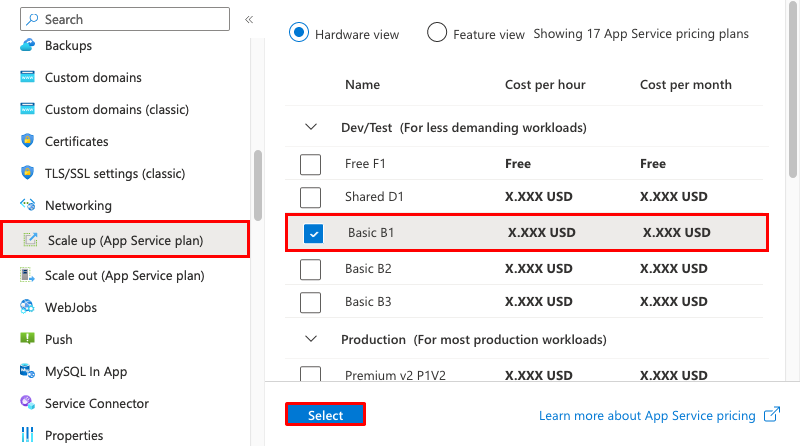 Search
«
Backups
Custom domains
Custom domains (classic)
Certificates
TLS/SSL settings (classic)
Networking
Scale up (App Service plan)
Scale out (App Service plan)
WebJobs
Push
MySQL In App
Service Connector
Properties
Hardware view Feature view Showing 17 App Service pricing plans
Name Cost per hour Cost per month
Dev/Test (For less demanding workloads)
Free F1 Free Free
Shared D1 X.XXX USD X.XXX USD
Basic B1 X.XXX USD X.XXX USD
Basic B2 X.XXX USD X.XXX USD
Basic B3 X.XXX USD X.XXX USD
Production (For most production workloads)
Premium v2 P1V2 X.XXX USD X.XXX USD
Select
Learn more about App Service pricing